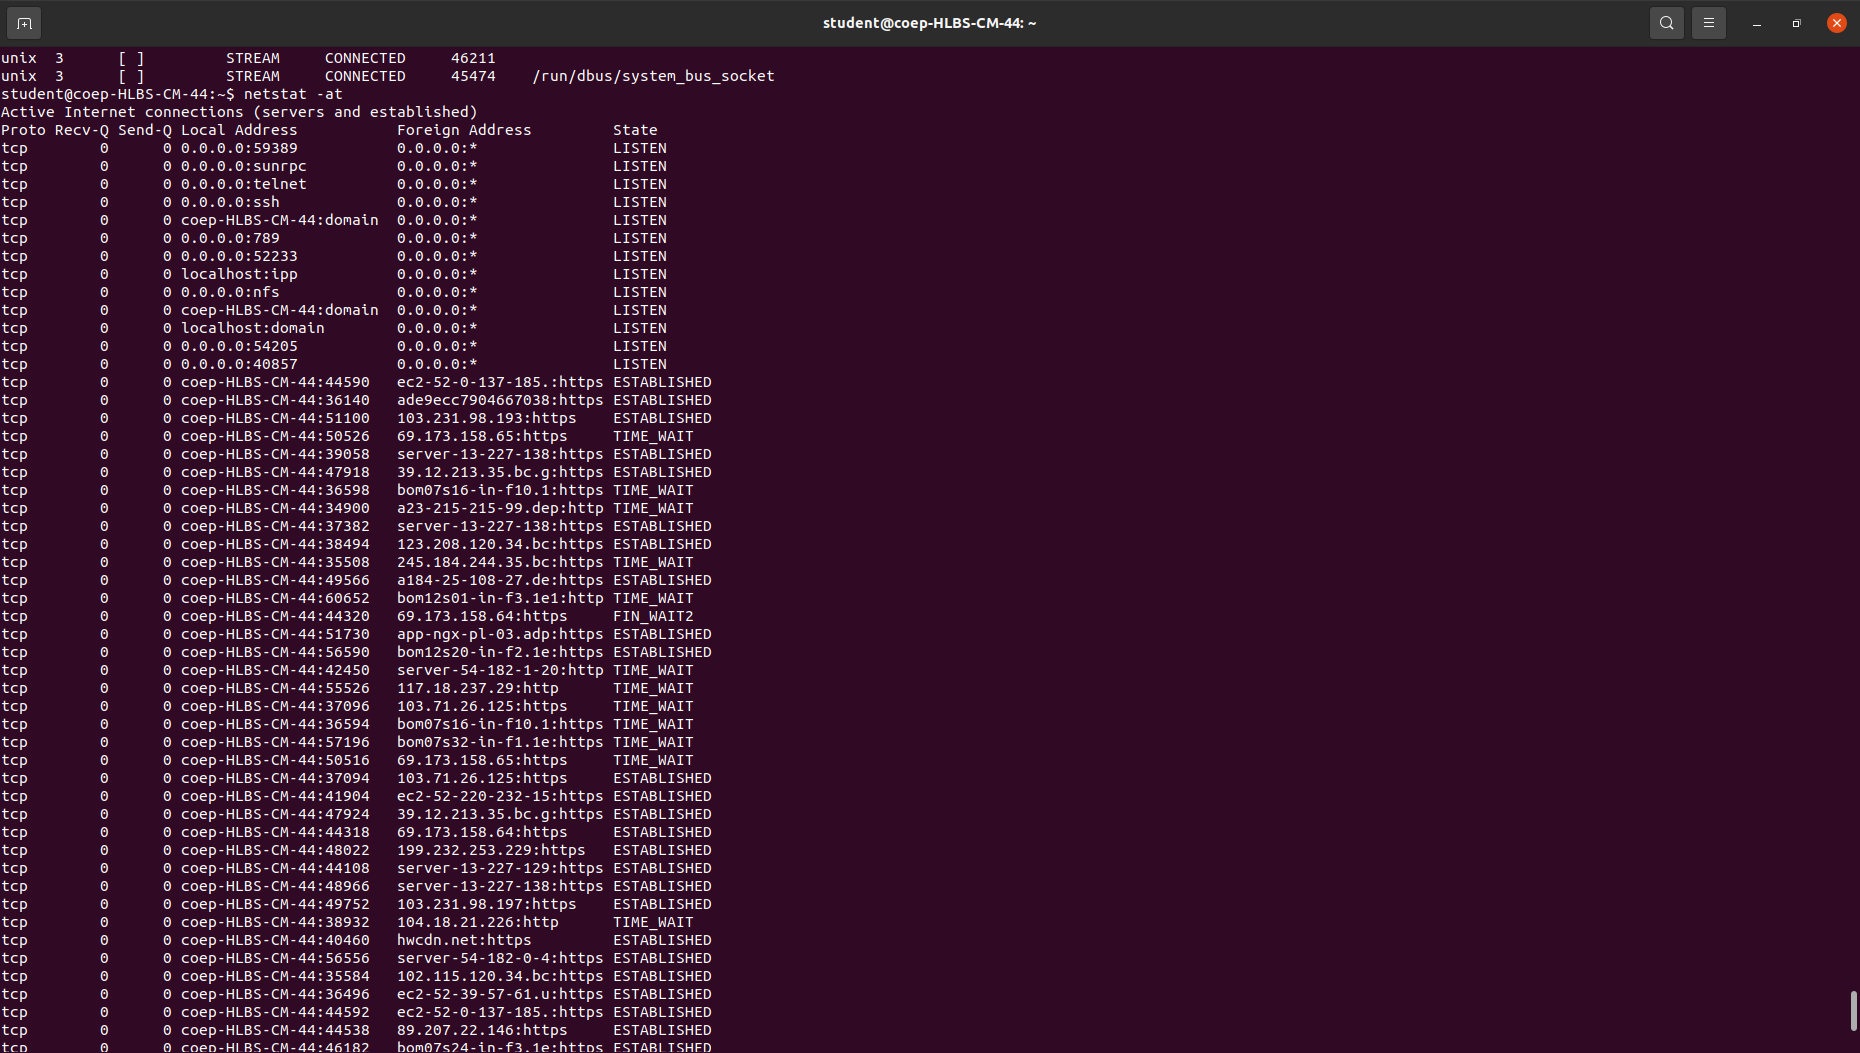 student@coep-HLBS-CM-44: ~
unix  3      [ ]         STREAM     CONNECTED     46211
unix  3      [ ]         STREAM     CONNECTED     45474    /run/dbus/system_bus_socket
student@coep-HLBS-CM-44:~$ netstat -at
Active Internet connections (servers and established)
Proto Recv-Q Send-Q Local Address           Foreign Address         State
tcp        0      0 0.0.0.0:59389           0.0.0.0:*               LISTEN
tcp        0      0 0.0.0.0:sunrpc          0.0.0.0:*               LISTEN
tcp        0      0 0.0.0.0:telnet          0.0.0.0:*               LISTEN
tcp        0      0 0.0.0.0:ssh             0.0.0.0:*               LISTEN
tcp        0      0 coep-HLBS-CM-44:domain  0.0.0.0:*               LISTEN
tcp        0      0 0.0.0.0:789             0.0.0.0:*               LISTEN
tcp        0      0 0.0.0.0:52233           0.0.0.0:*               LISTEN
tcp        0      0 localhost:ipp           0.0.0.0:*               LISTEN
tcp        0      0 0.0.0.0:nfs             0.0.0.0:*               LISTEN
tcp        0      0 coep-HLBS-CM-44:domain  0.0.0.0:*               LISTEN
tcp        0      0 localhost:domain        0.0.0.0:*               LISTEN
tcp        0      0 0.0.0.0:54205           0.0.0.0:*               LISTEN
tcp        0      0 0.0.0.0:40857           0.0.0.0:*               LISTEN
tcp        0      0 coep-HLBS-CM-44:44590   ec2-52-0-137-185.:https ESTABLISHED
tcp        0      0 coep-HLBS-CM-44:36140   ade9ecc7904667038:https ESTABLISHED
tcp        0      0 coep-HLBS-CM-44:51100   103.231.98.193:https    ESTABLISHED
tcp        0      0 coep-HLBS-CM-44:50526   69.173.158.65:https     TIME_WAIT
tcp        0      0 coep-HLBS-CM-44:39058   server-13-227-138:https ESTABLISHED
tcp        0      0 coep-HLBS-CM-44:47918   39.12.213.35.bc.g:https ESTABLISHED
tcp        0      0 coep-HLBS-CM-44:36598   bom07s16-in-f10.1:https TIME_WAIT
tcp        0      0 coep-HLBS-CM-44:34900   a23-215-215-99.dep:http TIME_WAIT
tcp        0      0 coep-HLBS-CM-44:37382   server-13-227-138:https ESTABLISHED
tcp        0      0 coep-HLBS-CM-44:38494   123.208.120.34.bc:https ESTABLISHED
tcp        0      0 coep-HLBS-CM-44:35508   245.184.244.35.bc:https TIME_WAIT
tcp        0      0 coep-HLBS-CM-44:49566   a184-25-108-27.de:https ESTABLISHED
tcp        0      0 coep-HLBS-CM-44:60652   bom12s01-in-f3.1e1:http TIME_WAIT
tcp        0      0 coep-HLBS-CM-44:44320   69.173.158.64:https     FIN_WAIT2
tcp        0      0 coep-HLBS-CM-44:51730   app-ngx-pl-03.adp:https ESTABLISHED
tcp        0      0 coep-HLBS-CM-44:56590   bom12s20-in-f2.1e:https ESTABLISHED
tcp        0      0 coep-HLBS-CM-44:42450   server-54-182-1-20:http TIME_WAIT
tcp        0      0 coep-HLBS-CM-44:55526   117.18.237.29:http      TIME_WAIT
tcp        0      0 coep-HLBS-CM-44:37096   103.71.26.125:https     TIME_WAIT
tcp        0      0 coep-HLBS-CM-44:36594   bom07s16-in-f10.1:https TIME_WAIT
tcp        0      0 coep-HLBS-CM-44:57196   bom07s32-in-f1.1e:https TIME_WAIT
tcp        0      0 coep-HLBS-CM-44:50516   69.173.158.65:https     TIME_WAIT
tcp        0      0 coep-HLBS-CM-44:37094   103.71.26.125:https     ESTABLISHED
tcp        0      0 coep-HLBS-CM-44:41904   ec2-52-220-232-15:https ESTABLISHED
tcp        0      0 coep-HLBS-CM-44:47924   39.12.213.35.bc.g:https ESTABLISHED
tcp        0      0 coep-HLBS-CM-44:44318   69.173.158.64:https     ESTABLISHED
tcp        0      0 coep-HLBS-CM-44:48022   199.232.253.229:https   ESTABLISHED
tcp        0      0 coep-HLBS-CM-44:44108   server-13-227-129:https ESTABLISHED
tcp        0      0 coep-HLBS-CM-44:48966   server-13-227-138:https ESTABLISHED
tcp        0      0 coep-HLBS-CM-44:49752   103.231.98.197:https    ESTABLISHED
tcp        0      0 coep-HLBS-CM-44:38932   104.18.21.226:http      TIME_WAIT
tcp        0      0 coep-HLBS-CM-44:40460   hwcdn.net:https         ESTABLISHED
tcp        0      0 coep-HLBS-CM-44:56556   server-54-182-0-4:https ESTABLISHED
tcp        0      0 coep-HLBS-CM-44:35584   102.115.120.34.bc:https ESTABLISHED
tcp        0      0 coep-HLBS-CM-44:36496   ec2-52-39-57-61.u:https ESTABLISHED
tcp        0      0 coep-HLBS-CM-44:44592   ec2-52-0-137-185.:https ESTABLISHED
tcp        0      0 coep-HLBS-CM-44:44538   89.207.22.146:https     ESTABLISHED
tcp        0      0 coep-HLBS-CM-44:46182   bom07s24-in-f3.1e:https ESTABLISHED